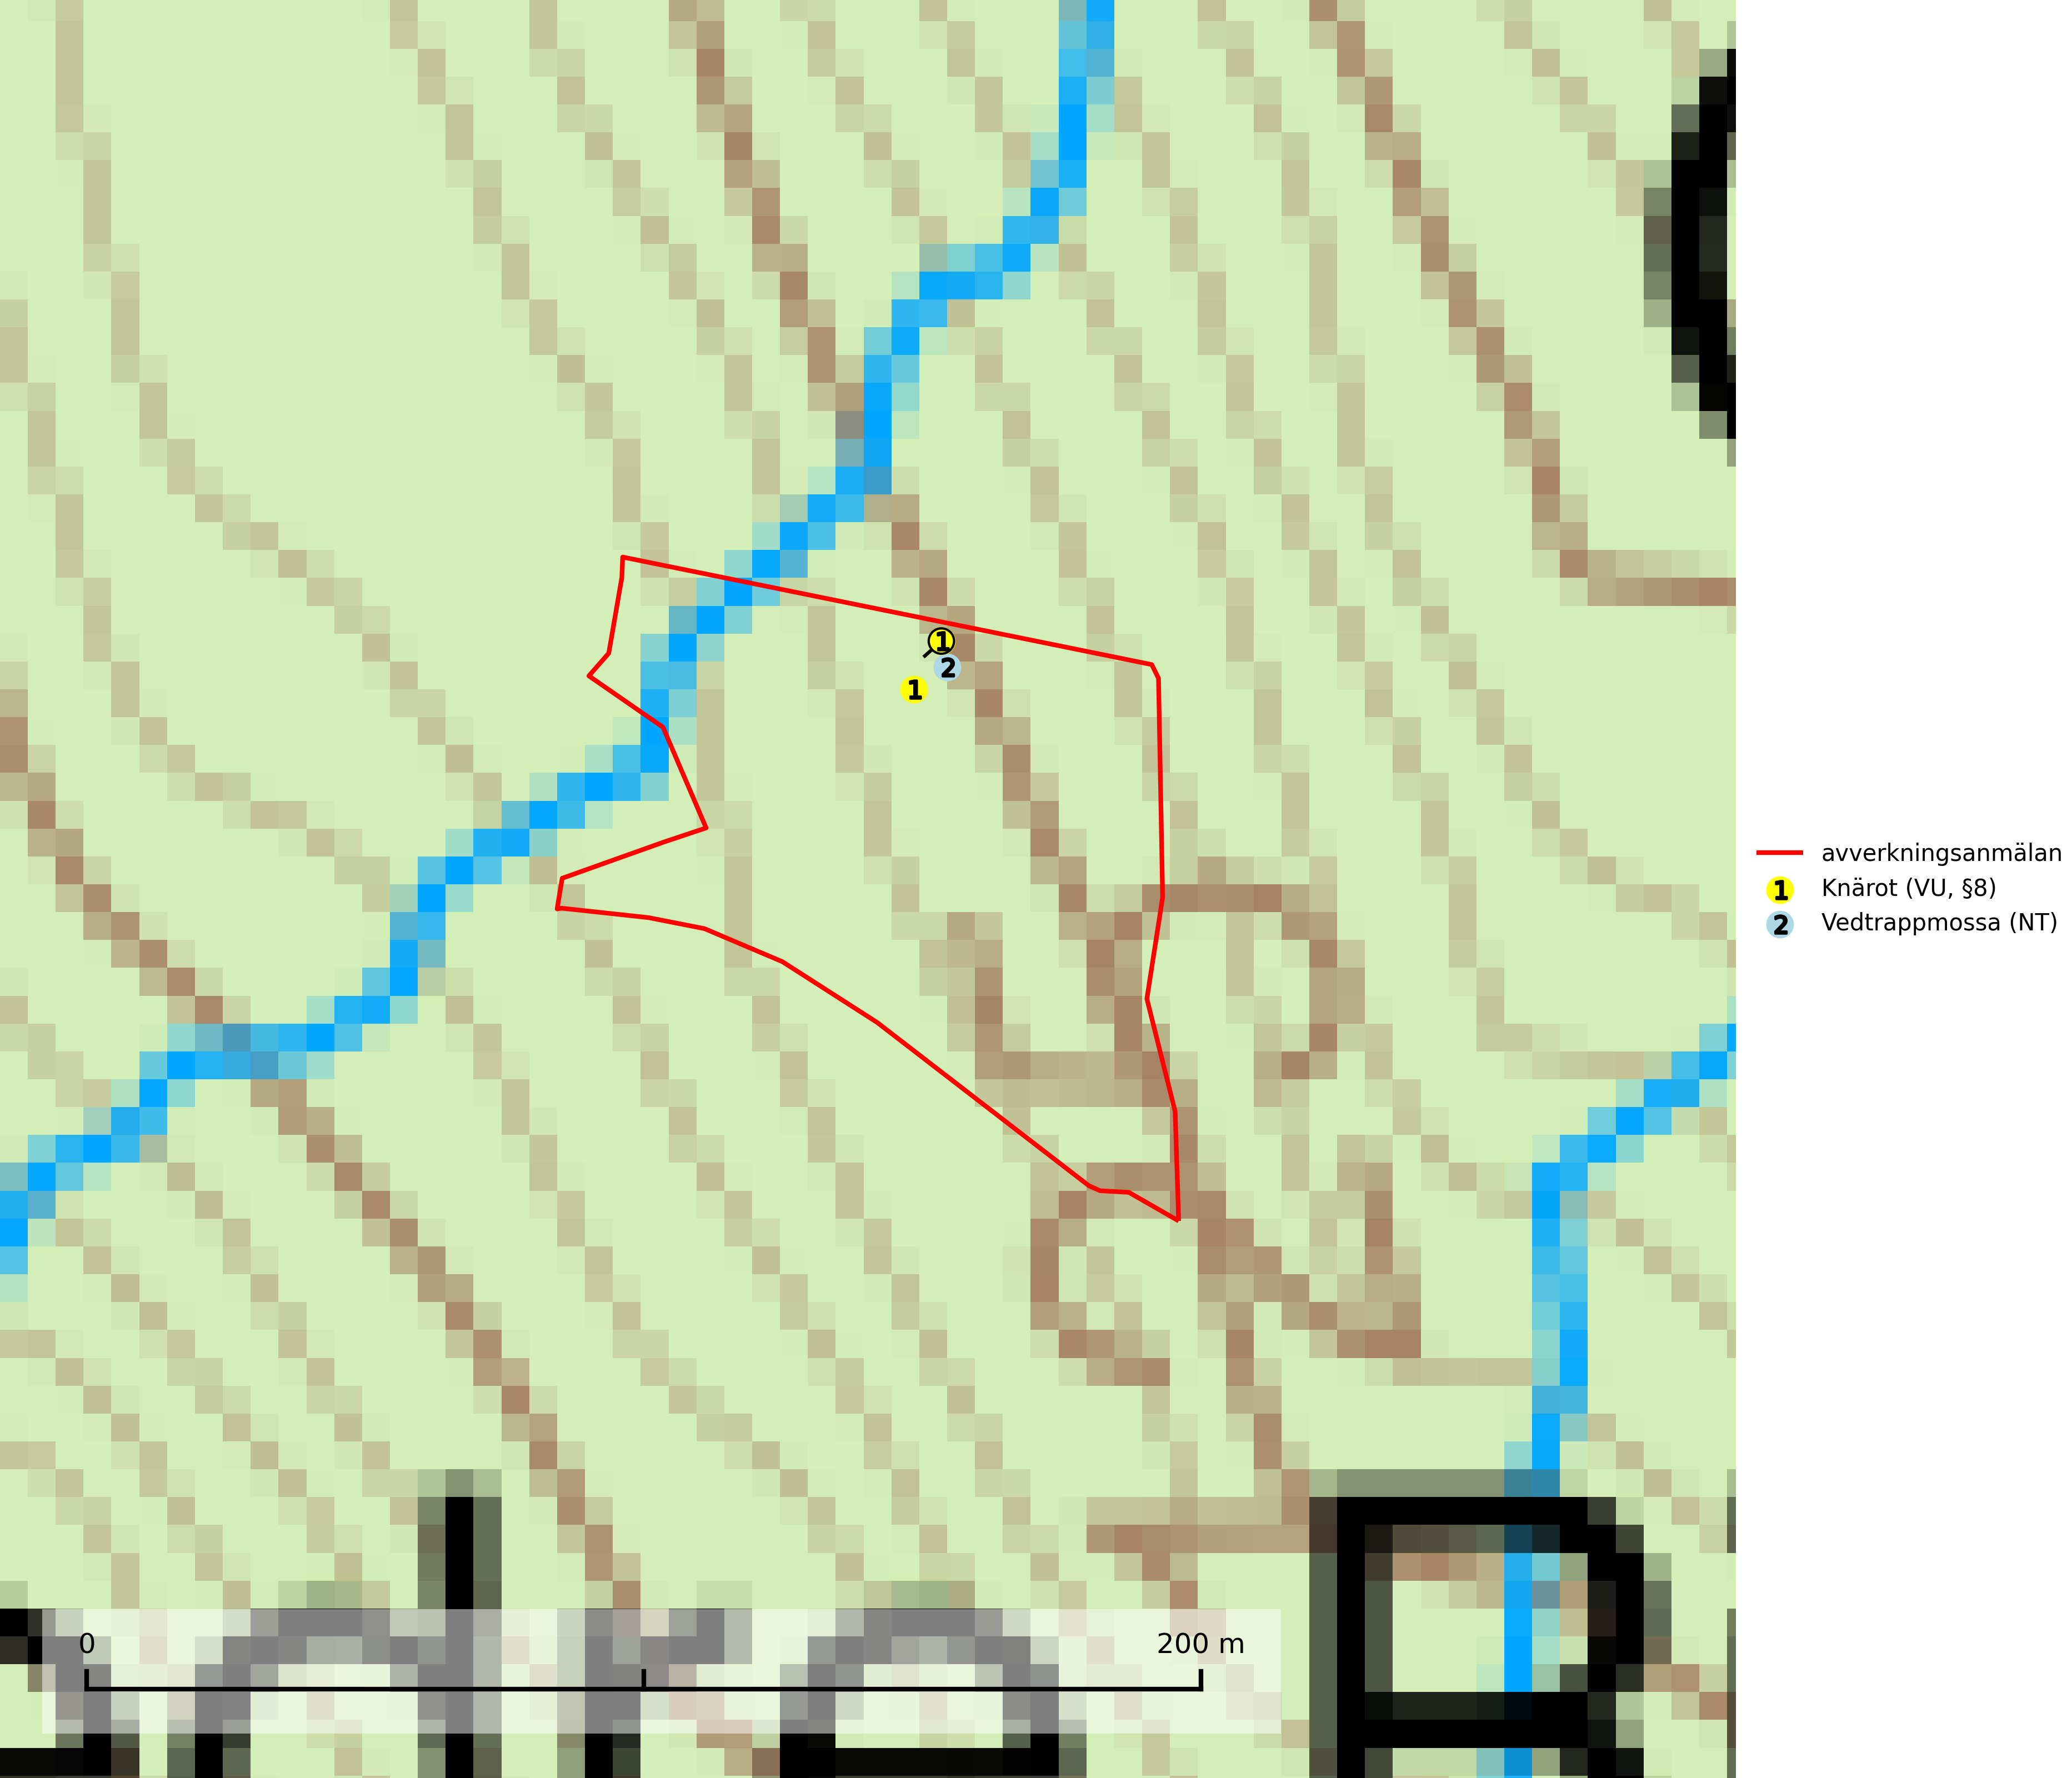 1
2
1
avverkningsanmälan
1 Knärot (VU, §8)
2 Vedtrappmossa (NT)
0 200 m